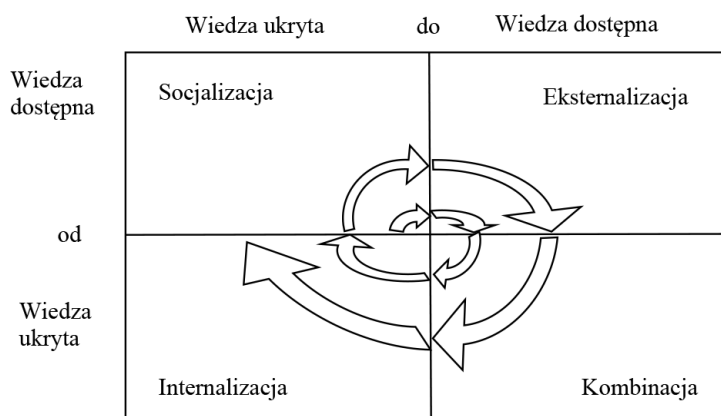 Wiedza ukryta do Wiedza dostępna
Wiedza
dostępna
Socjalizacja Eksternalizacja
od
Wiedza
ukryta
Internalizacja Kombinacja